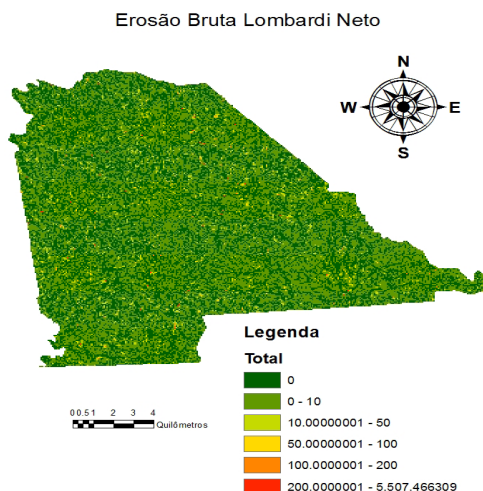 Erosão Bruta Lombardi Neto
N
W E
S
Legenda
Total
0
0 - 10
10.00000001 - 50
50.00000001 - 100
100.0000001 - 200
200.0000001 - 5.507.466309
0 0.5 1 2 3 4
Quilômetros